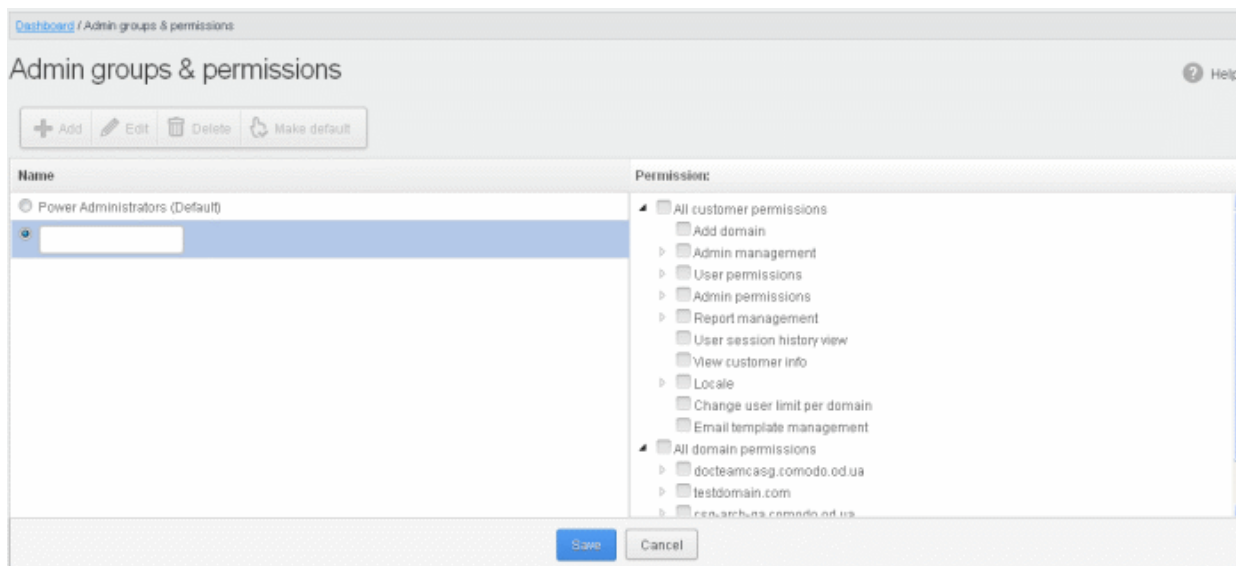 Dashboard / Admin groups & permissions
Admin groups & permissions
Help
Add Edit Delete Make default
Name
Permission:
Power Administrators (Default)
All customer permissions
Add domain
Admin management
User permissions
Admin permissions
Report management
User session history view
View customer info
Locale
Change user limit per domain
Email template management
All domain permissions
docteamcasg.comodo.od.ua
testdomain.com
Save Cancel